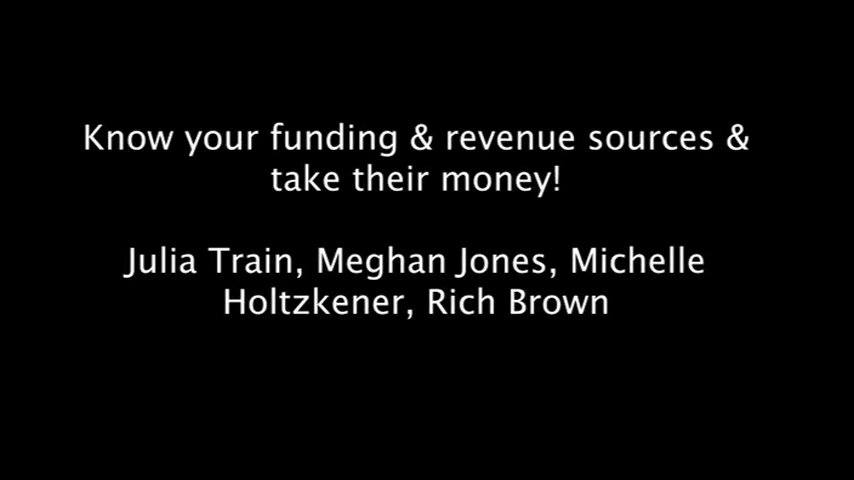 Know your funding & revenue sources &
take their money!
Julia Train, Meghan Jones, Michelle
Holtzkener, Rich Brown